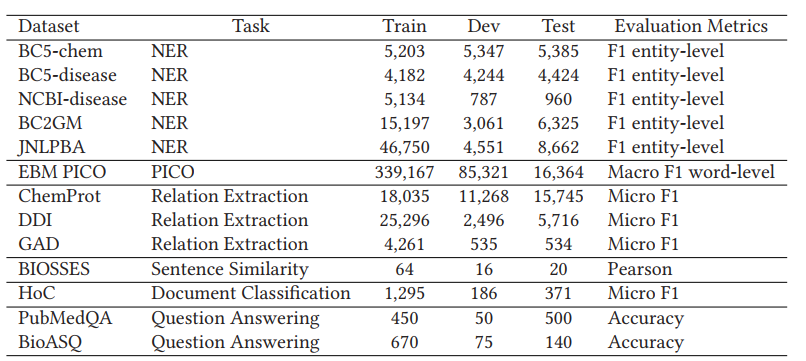 Dataset Task Train Dev Test Evaluation Metrics
BC5-chem NER 5,203 5,347 5,385 F1 entity-level
BC5-disease NER 4,182 4,244 4,424 F1 entity-level
NCBI-disease NER 5,134 787 960 F1 entity-level
BC2GM NER 15,197 3,061 6,325 F1 entity-level
JNLPBA NER 46,750 4,551 8,662 F1 entity-level
EBM PICO PICO 339,167 85,321 16,364 Macro F1 word-level
ChemProt Relation Extraction 18,035 11,268 15,745 Micro F1
DDI Relation Extraction 25,296 2,496 5,716 Micro F1
GAD Relation Extraction 4,261 535 534 Micro F1
BIOSSES Sentence Similarity 64 16 20 Pearson
HoC Document Classification 1,295 186 371 Micro F1
PubMedQA Question Answering 450 50 500 Accuracy
BioASQ Question Answering 670 75 140 Accuracy